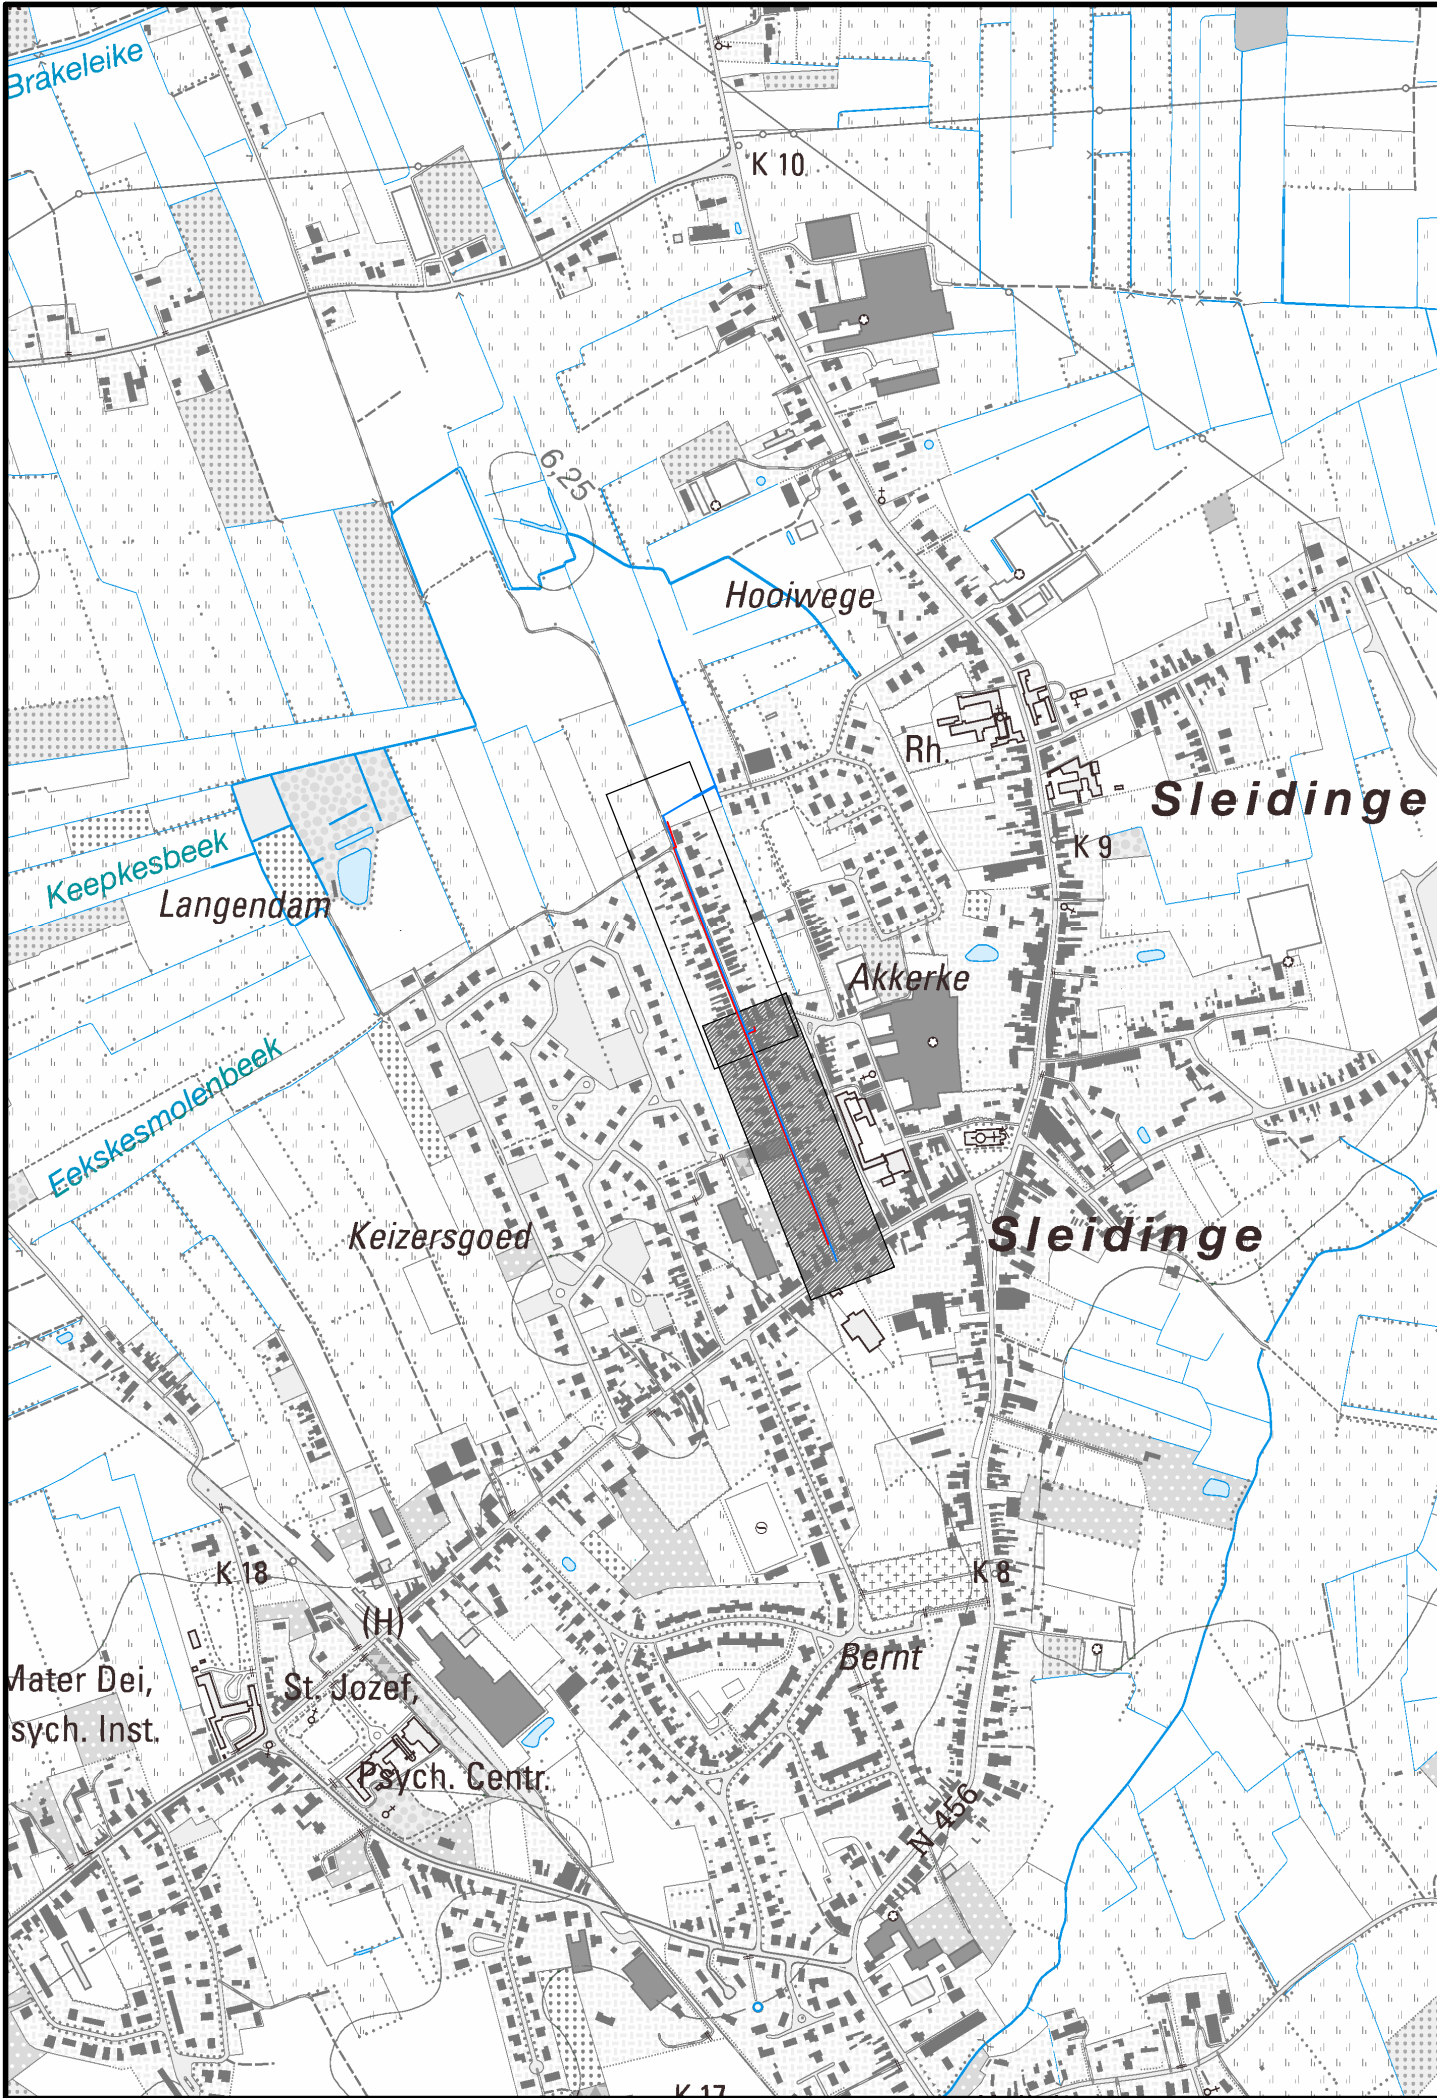 Brakeleike
K 10
6,25
Hooiwege
Rh.
Sleidinge
K 9
Keepkesbeek
Langendam
Akkerke
Eekskesmolenbeek
Keizersgoed
Sleidinge
K 18
K 8
(H)
Bernt
Mater Dei,
St. Jozef,
sych. Inst.
Psych. Centr.
N 456
K 17